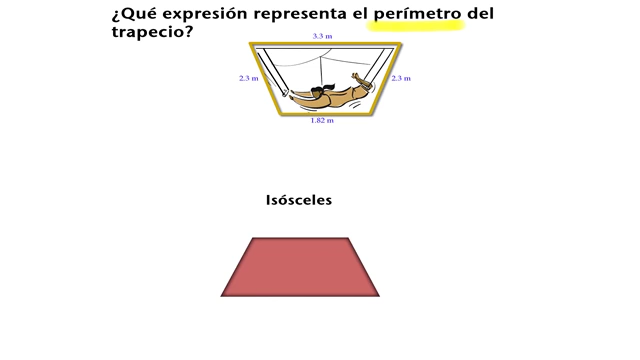 ¿Qué expresión representa el perímetro del
trapecio?
3.3 m
2.3 m
2.3 m
1.82 m
Isósceles